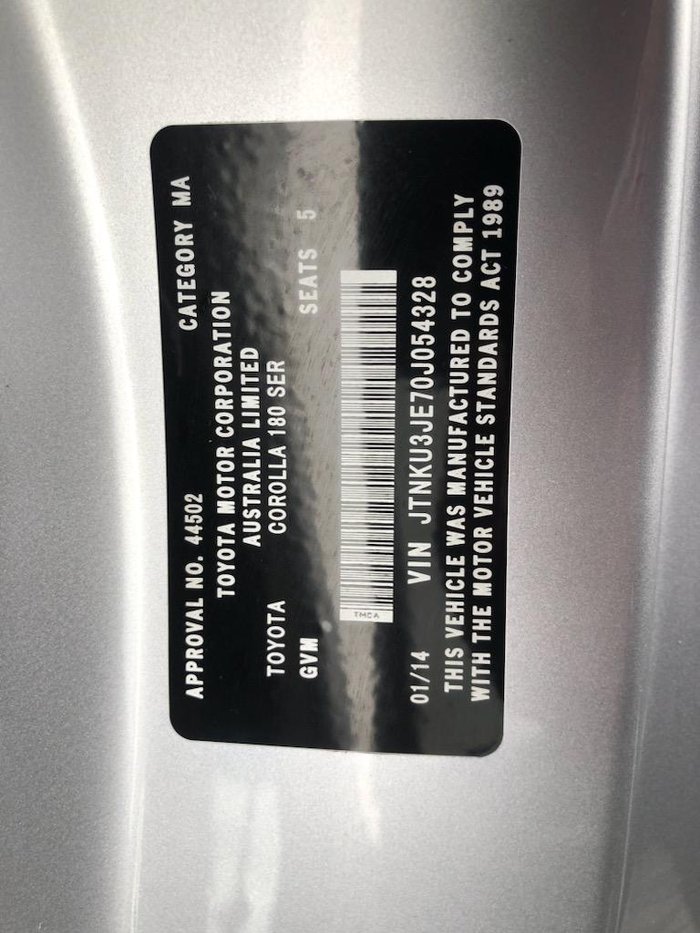 APPROVAL NO. 44502 CATEGORY MA
TOYOTA MOTOR CORPORATION
AUSTRALIA LIMITED
TOYOTA COROLLA 180 SER
GVM SEATS 5
TMCA
01/14 VIN JTNKU3JE70J054328
THIS VEHICLE WAS MANUFACTURED TO COMPLY
WITH THE MOTOR VEHICLE STANDARDS ACT 1989